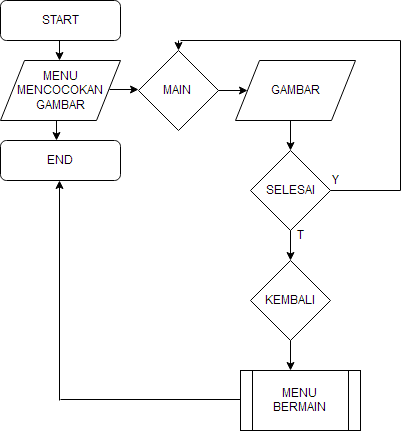 START
MENU
MENCOCOKAN
GAMBAR
MAIN
GAMBAR
END
SELESAI
Y
T
KEMBALI
MENU
BERMAIN